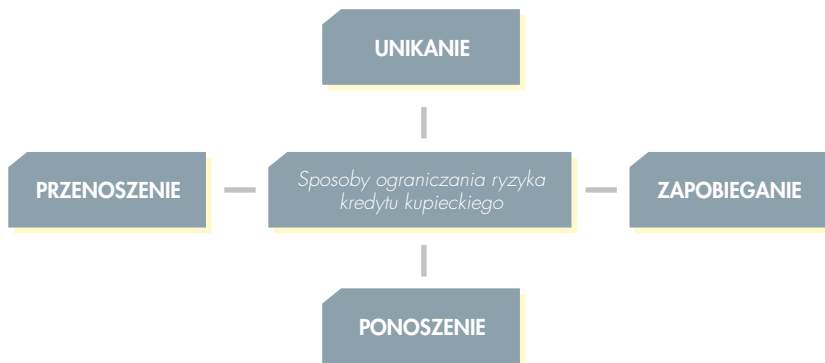 UNIKANIE
PRZENOSZENIE
Sposoby ograniczania ryzyka
kredytu kupieckiego
ZAPOBIEGANIE
PONOSZENIE